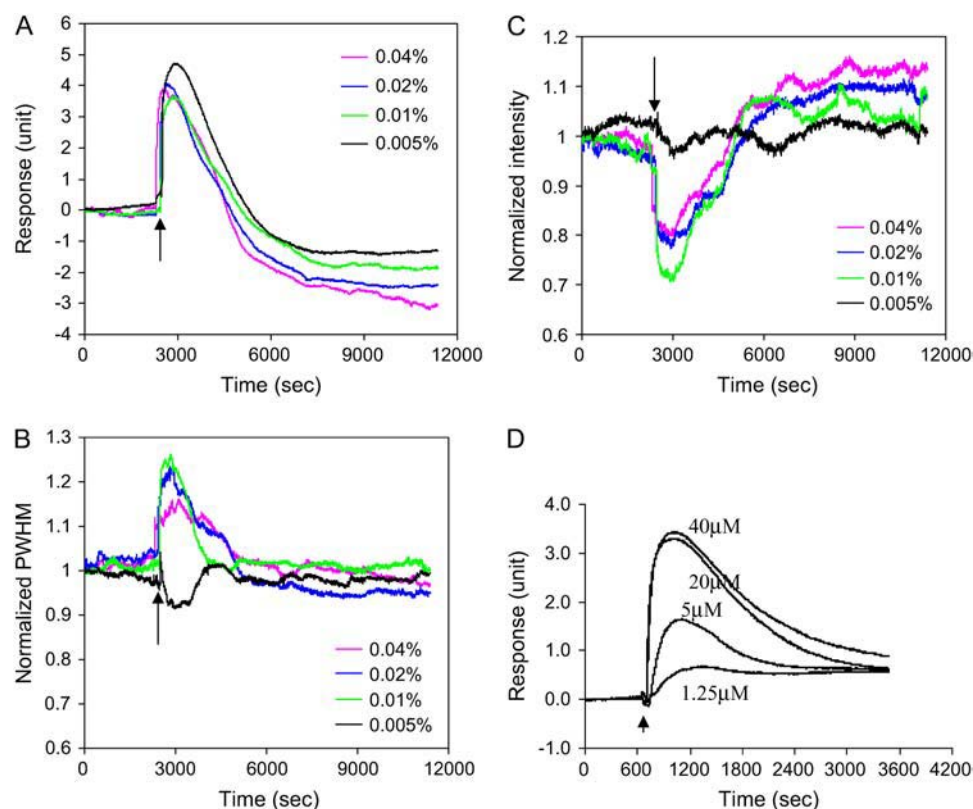 A
6
5
4
3
2
1
0
-1
-2
-3
-4
Response (unit)
0.04%
0.02%
0.01%
0.005%
0 3000 6000 9000 12000
Time (sec)
C
1.2
1.1
1
0.9
0.8
0.7
0.6
Normalized intensity
0.04%
0.02%
0.01%
0.005%
0 3000 6000 9000 12000
Time (sec)
B
1.3
1.2
1.1
1
0.9
0.8
0.7
0.6
Normalized PWHM
0.04%
0.02%
0.01%
0.005%
0 3000 6000 9000 12000
Time (sec)
D
4.0
3.0
2.0
1.0
0.0
-1.0
Response (unit)
40μM
20μM
5μM
1.25μM
0 600 1200 1800 2400 3000 3600 4200
Time (sec)